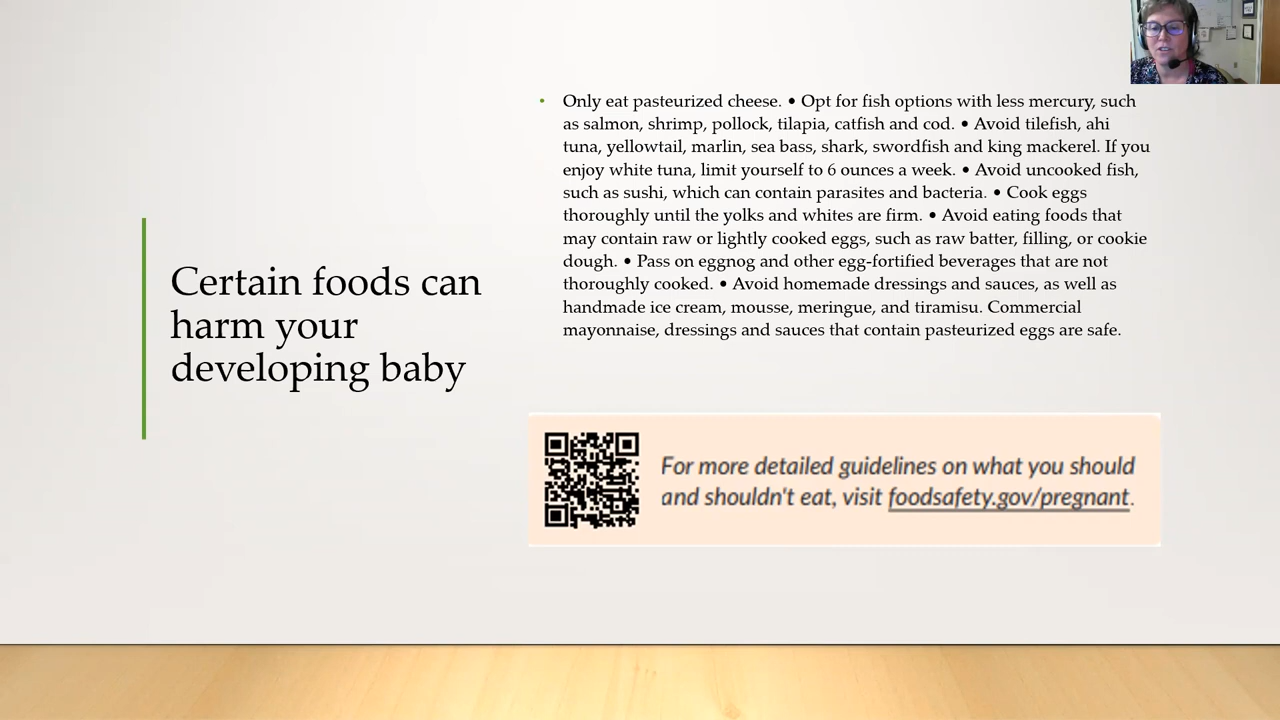 Certain foods can
harm your
developing baby
• Only eat pasteurized cheese. • Opt for fish options with less mercury, such
as salmon, shrimp, pollock, tilapia, catfish and cod. • Avoid tilefish, ahi
tuna, yellowtail, marlin, sea bass, shark, swordfish and king mackerel. If you
enjoy white tuna, limit yourself to 6 ounces a week. • Avoid uncooked fish,
such as sushi, which can contain parasites and bacteria. • Cook eggs
thoroughly until the yolks and whites are firm. • Avoid eating foods that
may contain raw or lightly cooked eggs, such as raw batter, filling, or cookie
dough. • Pass on eggnog and other egg-fortified beverages that are not
thoroughly cooked. • Avoid homemade dressings and sauces, as well as
handmade ice cream, mousse, meringue, and tiramisu. Commercial
mayonnaise, dressings and sauces that contain pasteurized eggs are safe.
For more detailed guidelines on what you should
and shouldn't eat, visit foodsafety.gov/pregnant.